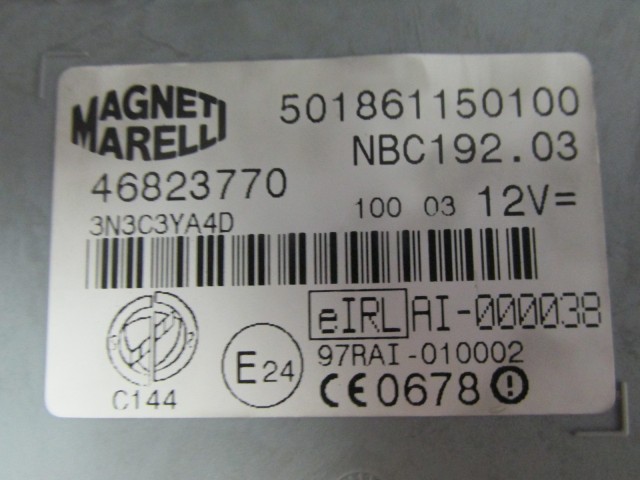 MAGNETI
MARELLI
501861150100
NBC192.03
46823770
100 03 12V=
3N3C3YA4D
eIRL AI-000038
97RAI-010002
C144
E24
CE0678